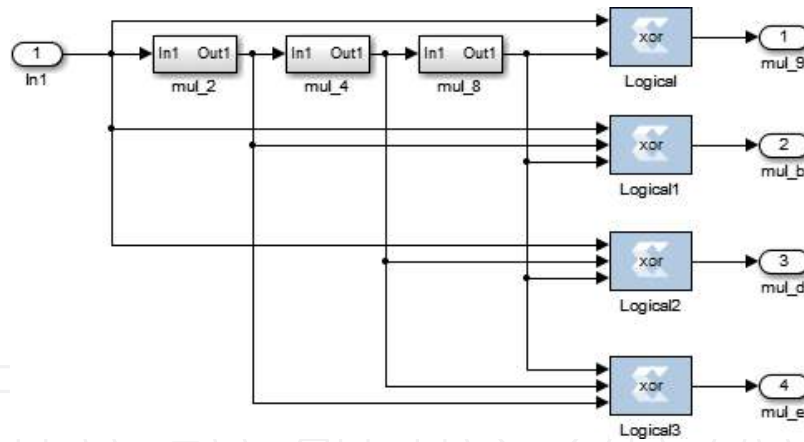 xor
1
In1 Out1
In1 Out1
In1 Out1
1
In1
mul_2
mul_4
mul_8
Logical
mul_9
xor
2
Logical1
mul_b
xor
3
Logical2
mul_d
xor
4
Logical3
mul_e